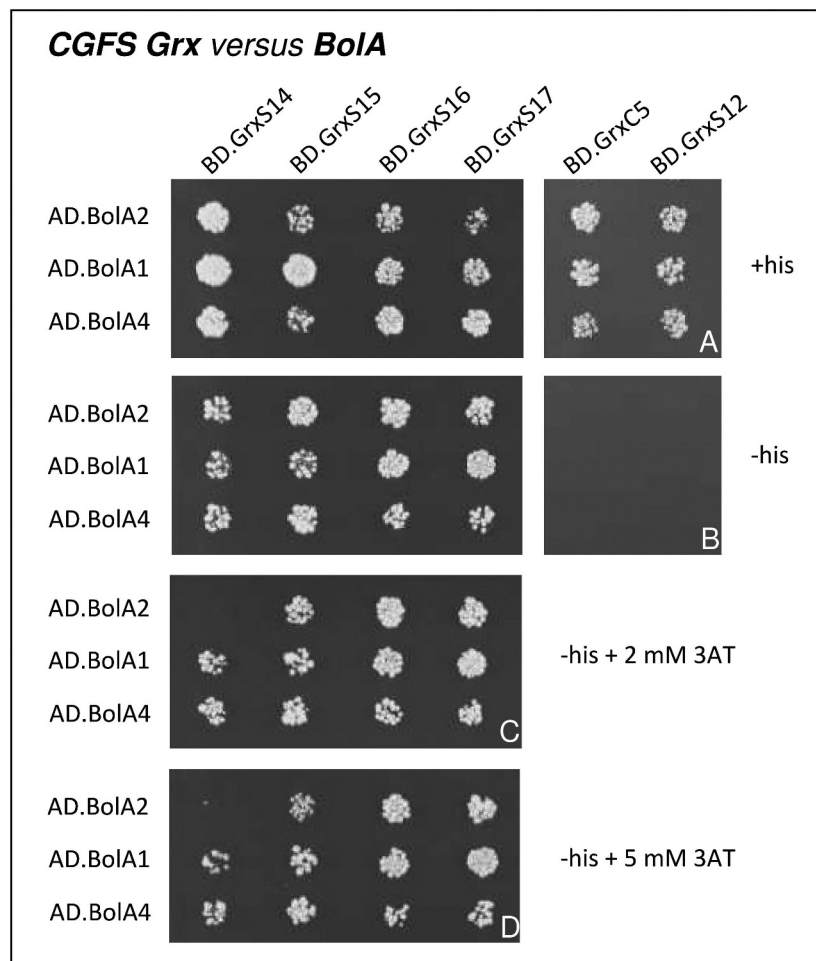 CGFS Grx versus BolA
BD.GrxS14 BD.GrxS15 BD.GrxS16 BD.GrxS17 BD.GrxC5 BD.GrxS12
AD.BolA2
AD.BolA1 +his
AD.BolA4
A
AD.BolA2
AD.BolA1 -his
AD.BolA4
B
AD.BolA2
AD.BolA1 -his + 2 mM 3AT
AD.BolA4
C
AD.BolA2
AD.BolA1 -his + 5 mM 3AT
AD.BolA4
D